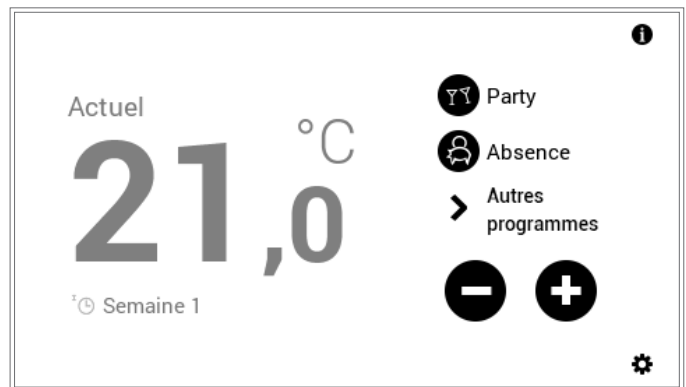 Actuel
21,0 °C
Semaine 1
Party
Absence
Autres
programmes